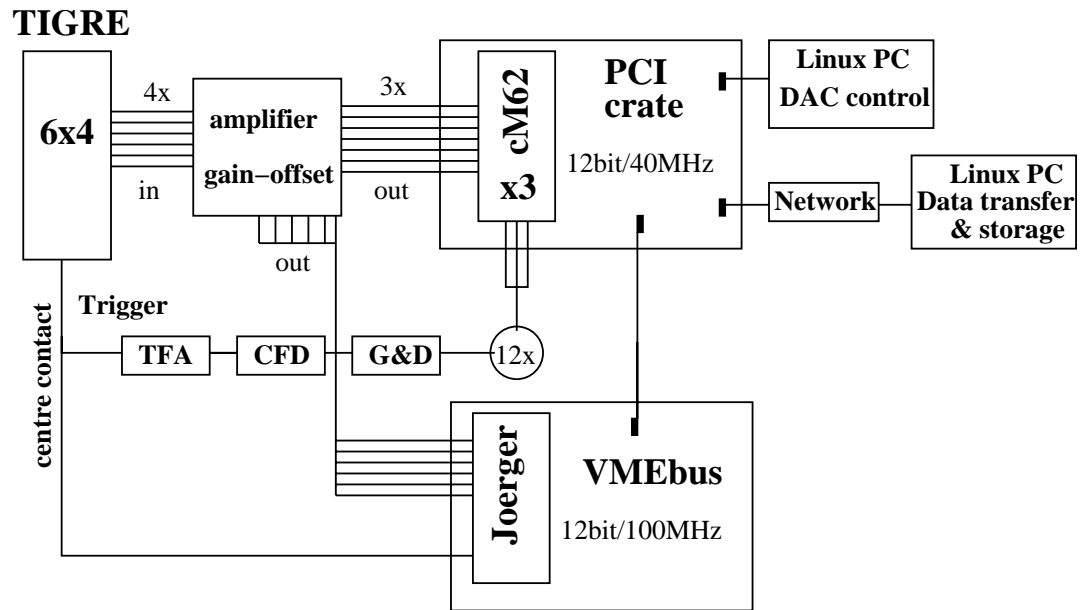 TIGRE
6x4
4x
in
amplifier
gain−offset
3x
out
out
cM62
x3
PCI
crate
12bit/40MHz
Linux PC
DAC control
Network
Linux PC
Data transfer
& storage
centre contact
Trigger
TFA
CFD
G&D
12x
Joerger
VMEbus
12bit/100MHz